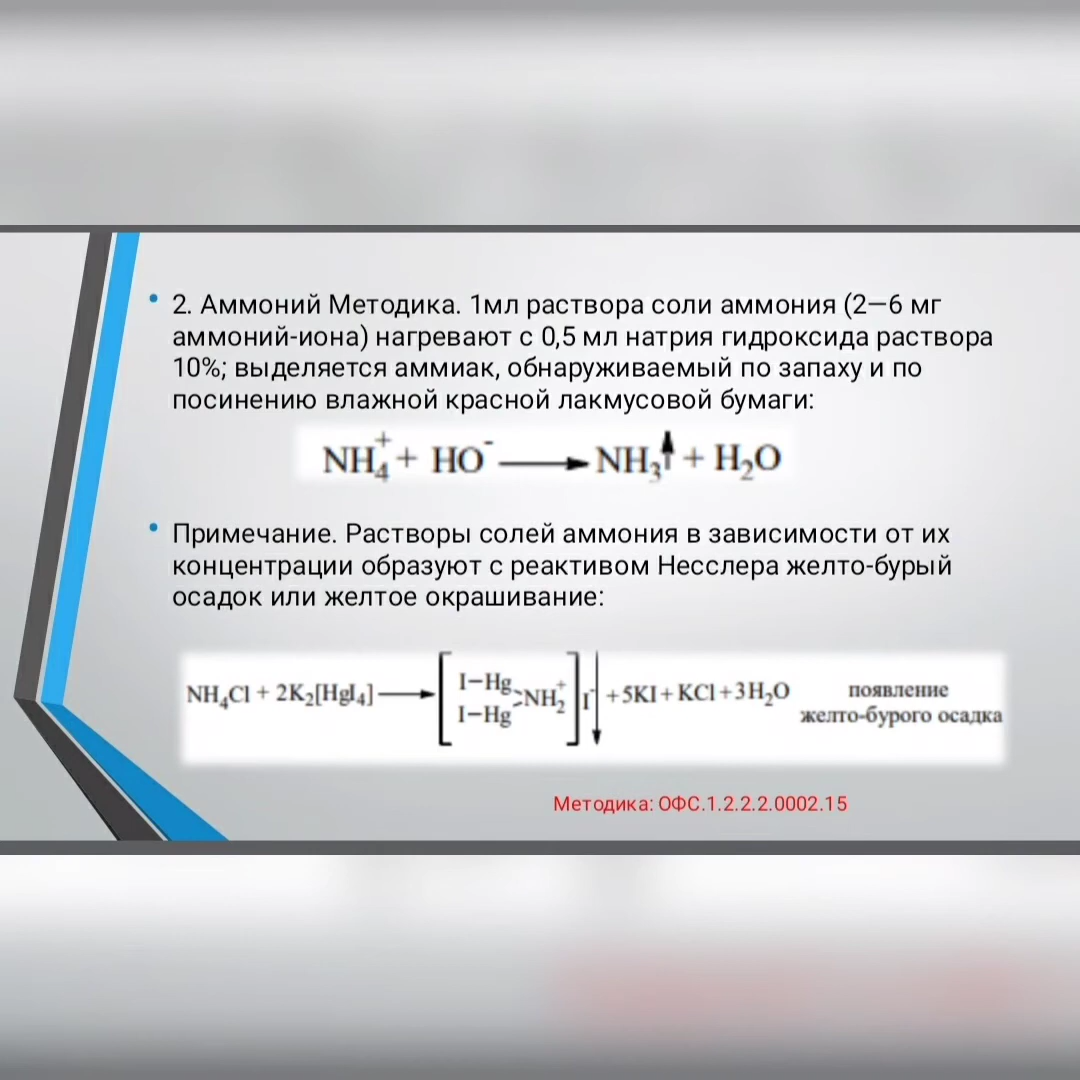 2. Аммоний Методика. 1мл раствора соли аммония (2—6 мг
аммоний-иона) нагревают с 0,5 мл натрия гидроксида раствора
10%; выделяется аммиак, обнаруживаемый по запаху и по
посинению влажной красной лакмусовой бумаги:
NH₄⁺ + HO⁻ ⟶ NH₃↑ + H₂O
Примечание. Растворы солей аммония в зависимости от их
концентрации образуют с реактивом Несслера желто-бурый
осадок или желтое окрашивание:
NH₄Cl + 2K₂[HgI₄] ⟶ [I−Hg I−Hg >NH₂⁺] I⁻↓ +5KI + KCl +3H₂O
появление
желто-бурого осадка
Методика: ОФС.1.2.2.2.0002.15